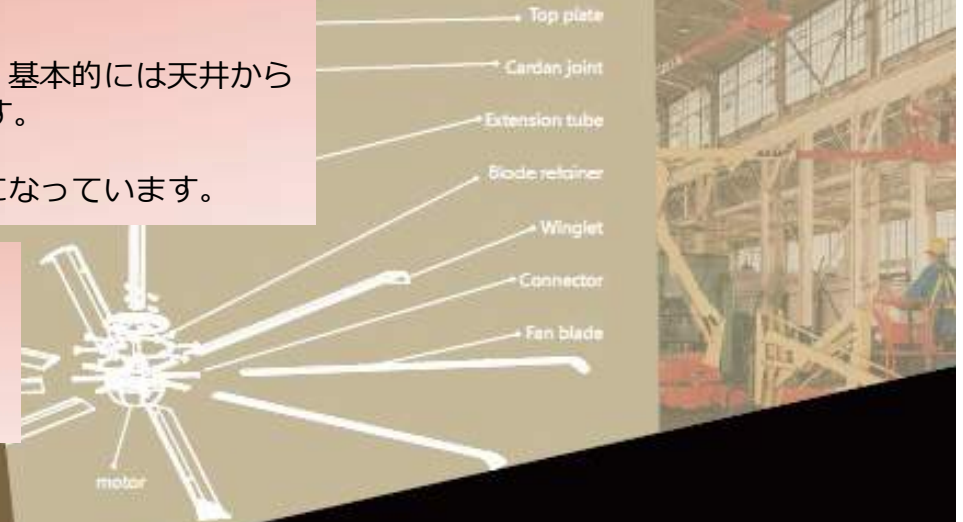 基本的には天井から
す。
になっています。
Top plate
Cardan joint
Extension tube
Blade retainer
Winglet
Connector
Fan blade
motor